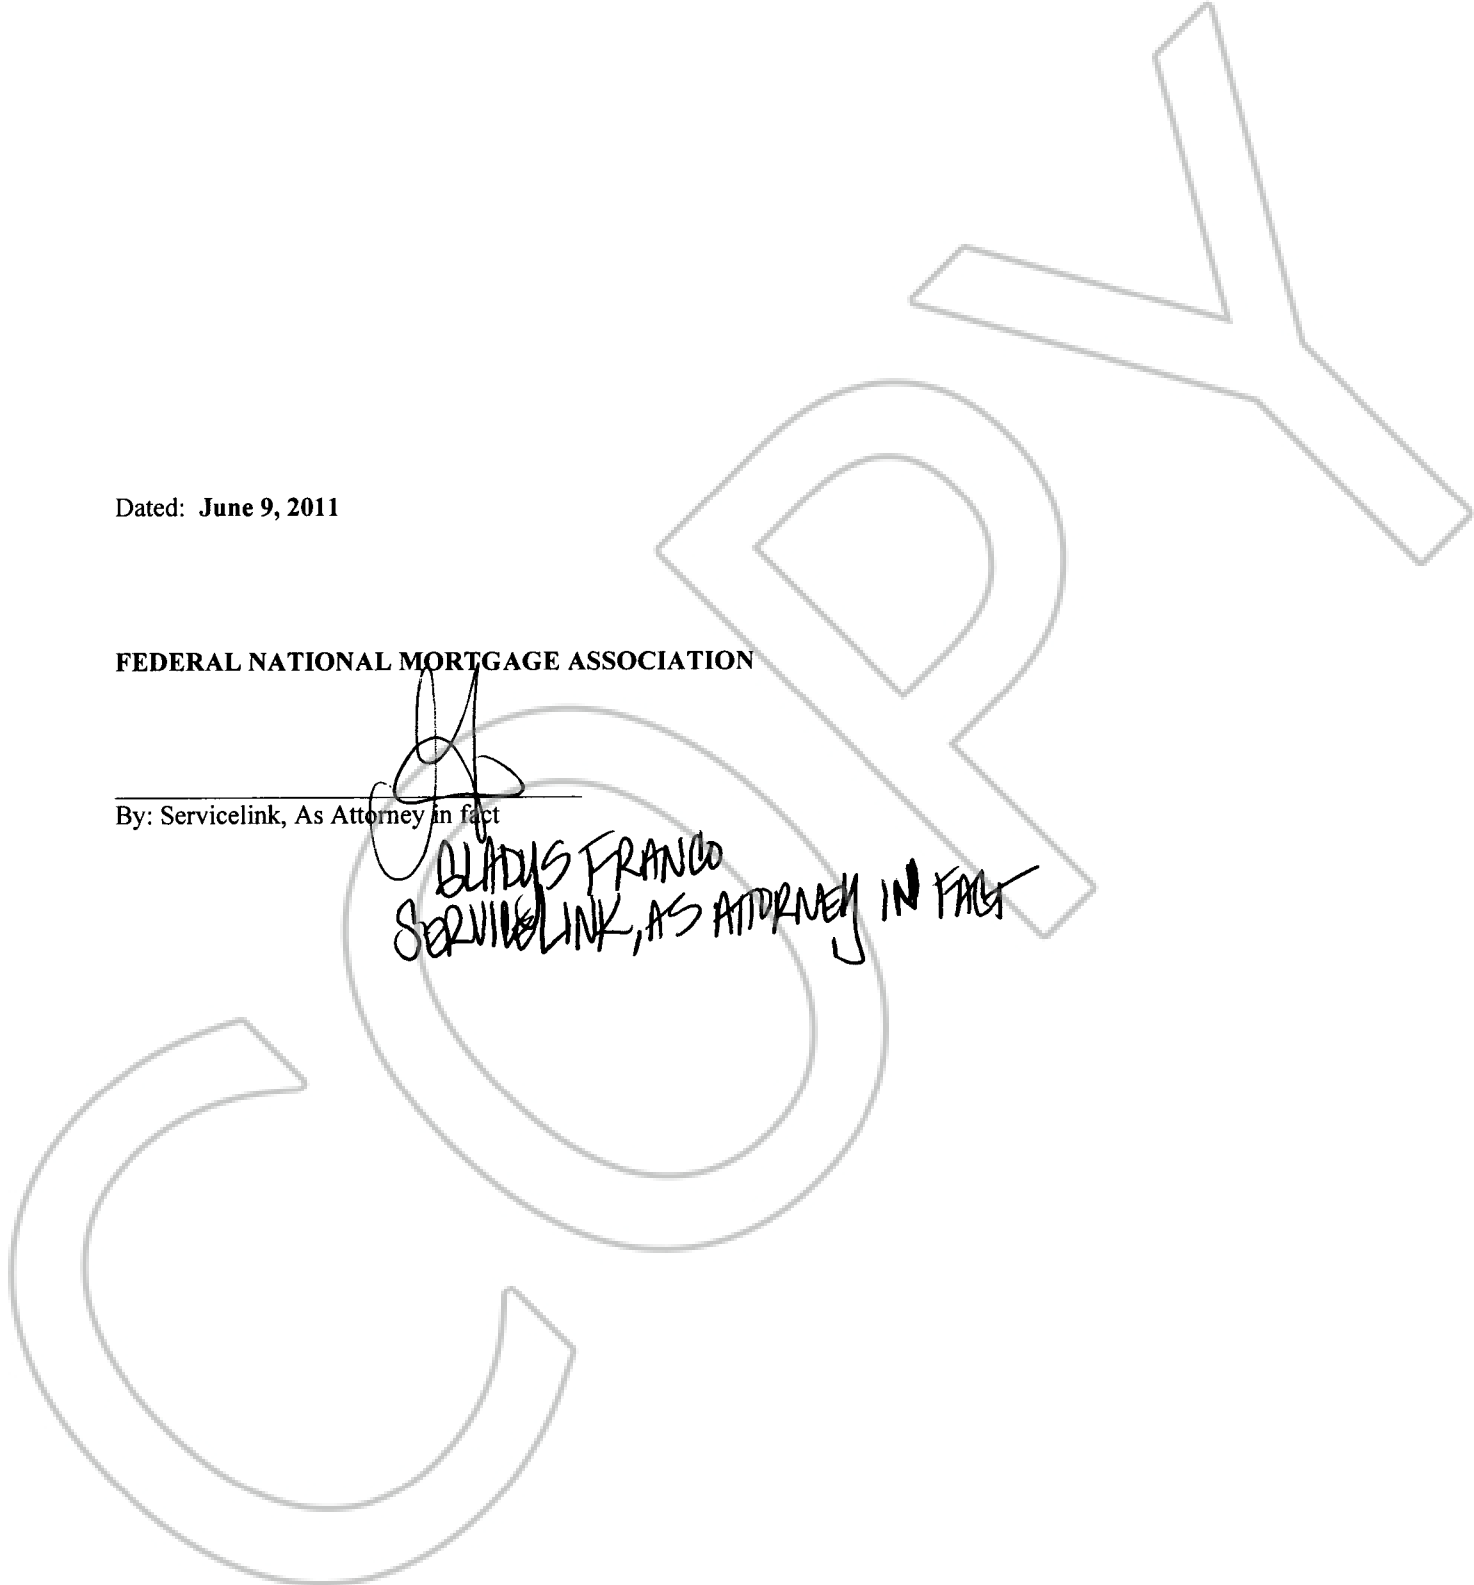 Dated: June 9, 2011
FEDERAL NATIONAL MORTGAGE ASSOCIATION
By: Servicelink, As Attorney in fact
GLADYS FRANCO
SERVICELINK, AS ATTORNEY IN FACT
COPY